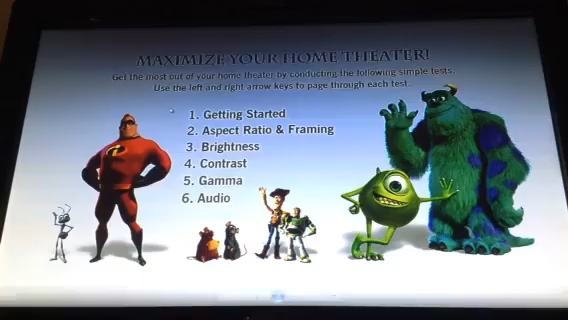 MAXIMIZE YOUR HOME THEATER!
Get the most out of your home theater by conducting the following simple tests.
Use the left and right arrow keys to page through each test.
1. Getting Started
2. Aspect Ratio & Framing
3. Brightness
4. Contrast
5. Gamma
6. Audio